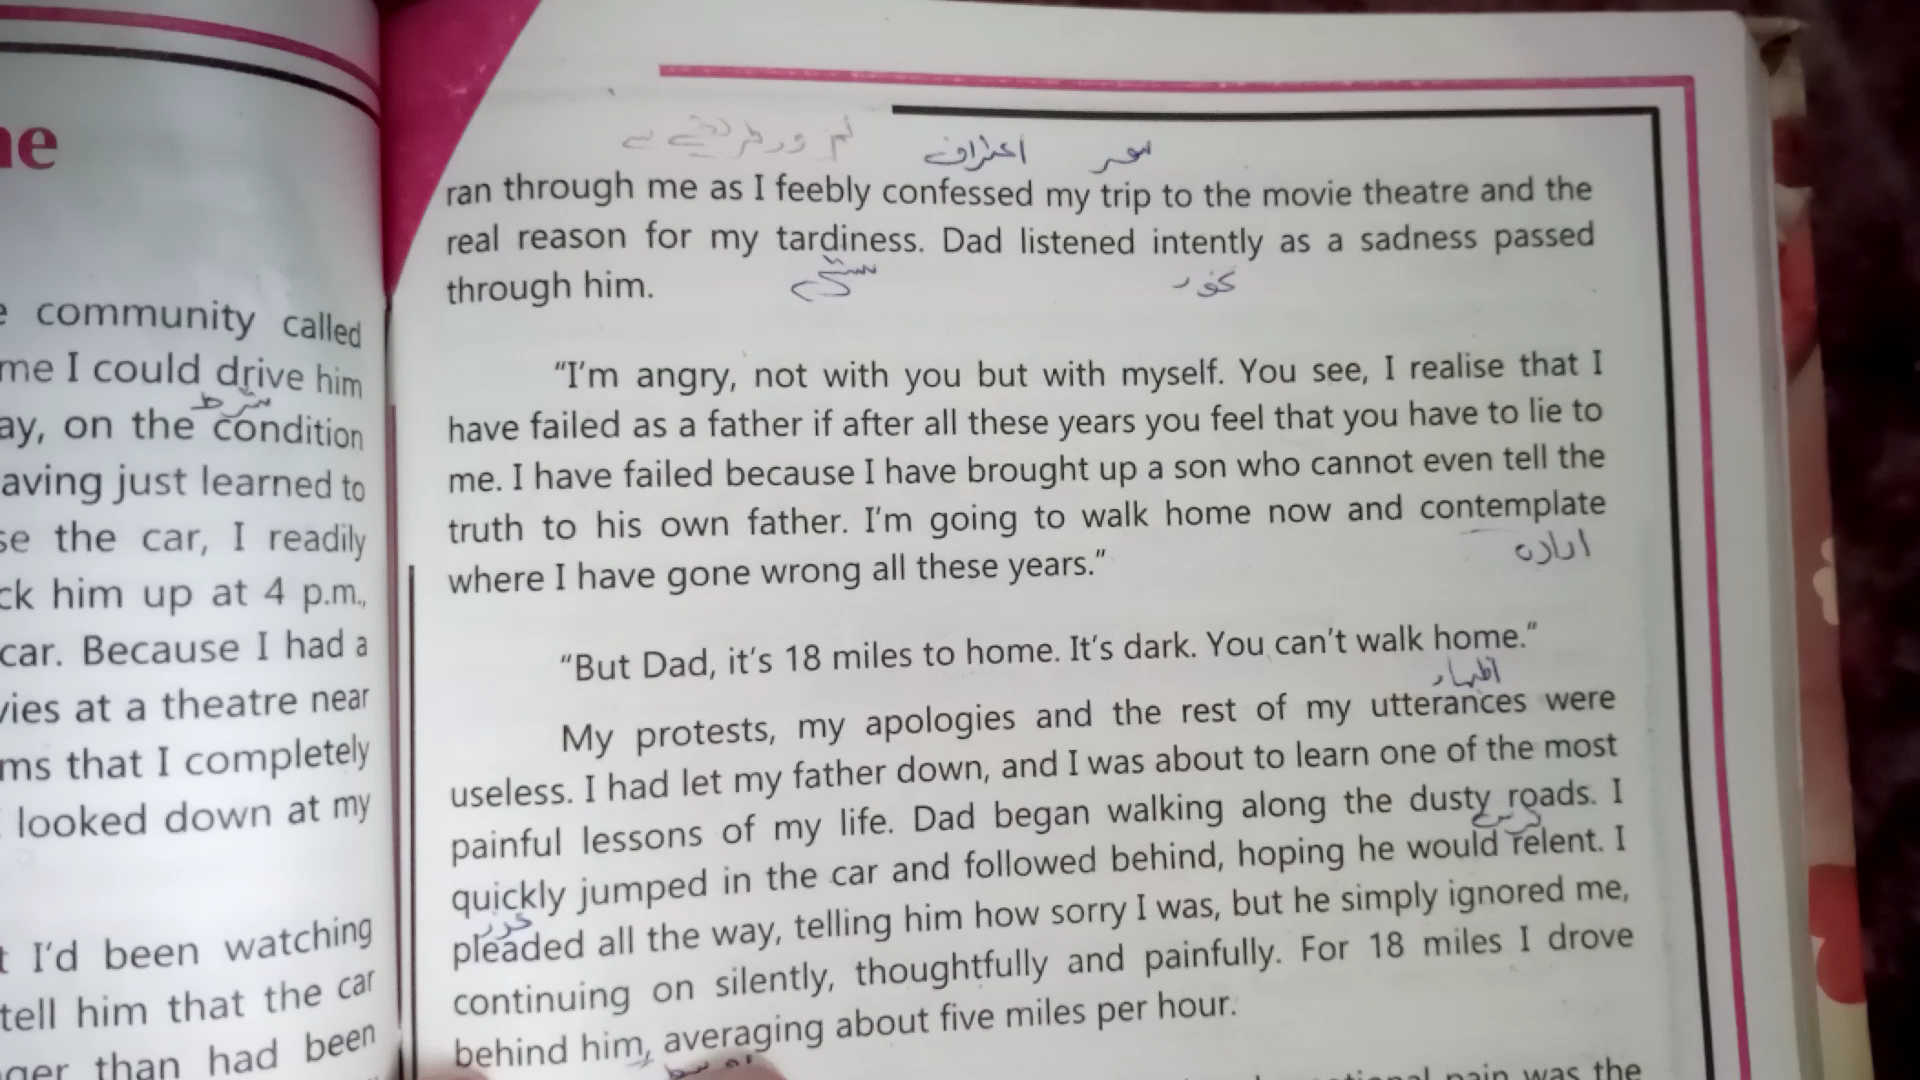 ne
e community called
me I could drive him
شرط
ay, on the condition
aving just learned to
se the car, I readily
ck him up at 4 p.m.,
car. Because I had a
vies at a theatre near
ms that I completely
looked down at my
t I'd been watching
tell him that the car
nger than had been
اعتراف سفر
ran through me as I feebly confessed my trip to the movie theatre and the
real reason for my tardiness. Dad listened intently as a sadness passed
سستی غور
through him.
“I'm angry, not with you but with myself. You see, I realise that I
have failed as a father if after all these years you feel that you have to lie to
me. I have failed because I have brought up a son who cannot even tell the
truth to his own father. I'm going to walk home now and contemplate
ارادہ
where I have gone wrong all these years.”
“But Dad, it's 18 miles to home. It's dark. You can't walk home.”
اظہار
My protests, my apologies and the rest of my utterances were
useless. I had let my father down, and I was about to learn one of the most
painful lessons of my life. Dad began walking along the dusty roads. I
quickly jumped in the car and followed behind, hoping he would relent. I
pleaded all the way, telling him how sorry I was, but he simply ignored me,
continuing on silently, thoughtfully and painfully. For 18 miles I drove
behind him, averaging about five miles per hour.
pain was the